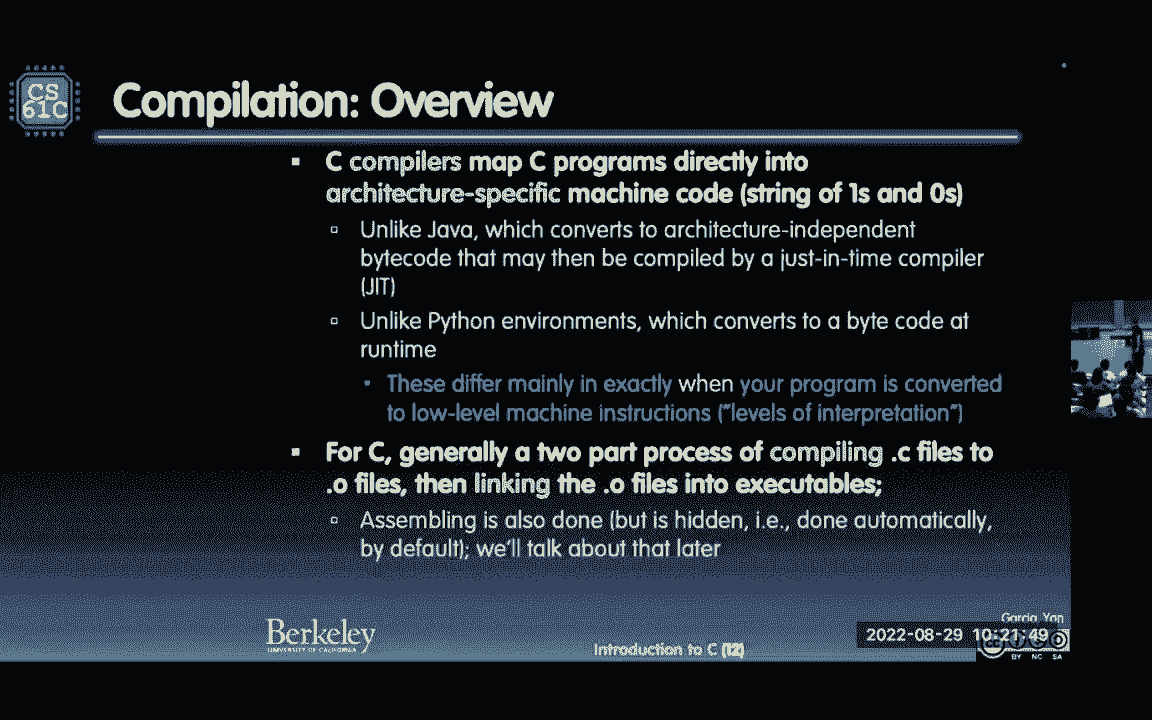 CS
61C
Compilation: Overview
C compilers map C programs directly into
architecture-specific machine code (string of 1s and 0s)
Unlike Java, which converts to architecture-independent
bytecode that may then be compiled by a just-in-time compiler
(JIT)
Unlike Python environments, which converts to a byte code at
runtime
These differ mainly in exactly when your program is converted
to low-level machine instructions ("levels of interpretation")
For C, generally a two part process of compiling .c files to
.o files, then linking the .o files into executables;
Assembling is also done (but is hidden, i.e., done automatically,
by default); we'll talk about that later
Berkeley
UNIVERSITY OF CALIFORNIA
Introduction to C (12)
Garcia, Yan
2022-08-29 10:21:49
BY NC SA